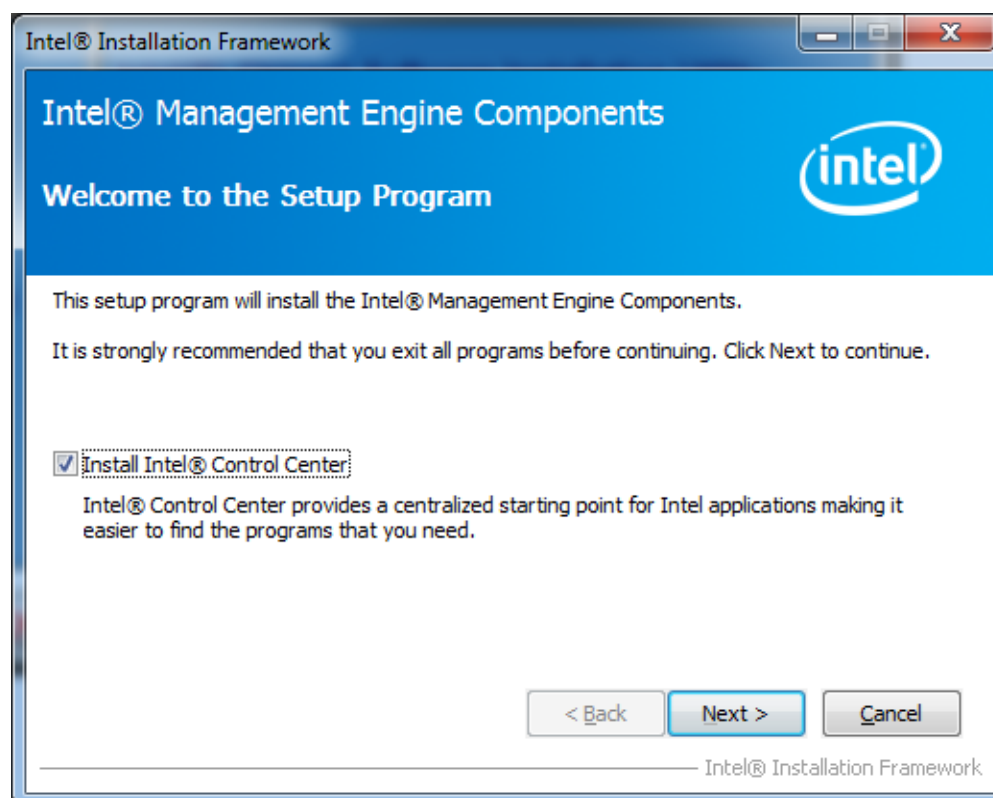 Intel® Installation Framework
Intel® Management Engine Components
intel
Welcome to the Setup Program
This setup program will install the Intel® Management Engine Components.
It is strongly recommended that you exit all programs before continuing. Click Next to continue.
Install Intel® Control Center
Intel® Control Center provides a centralized starting point for Intel applications making it
easier to find the programs that you need.
< Back Next > Cancel
Intel® Installation Framework